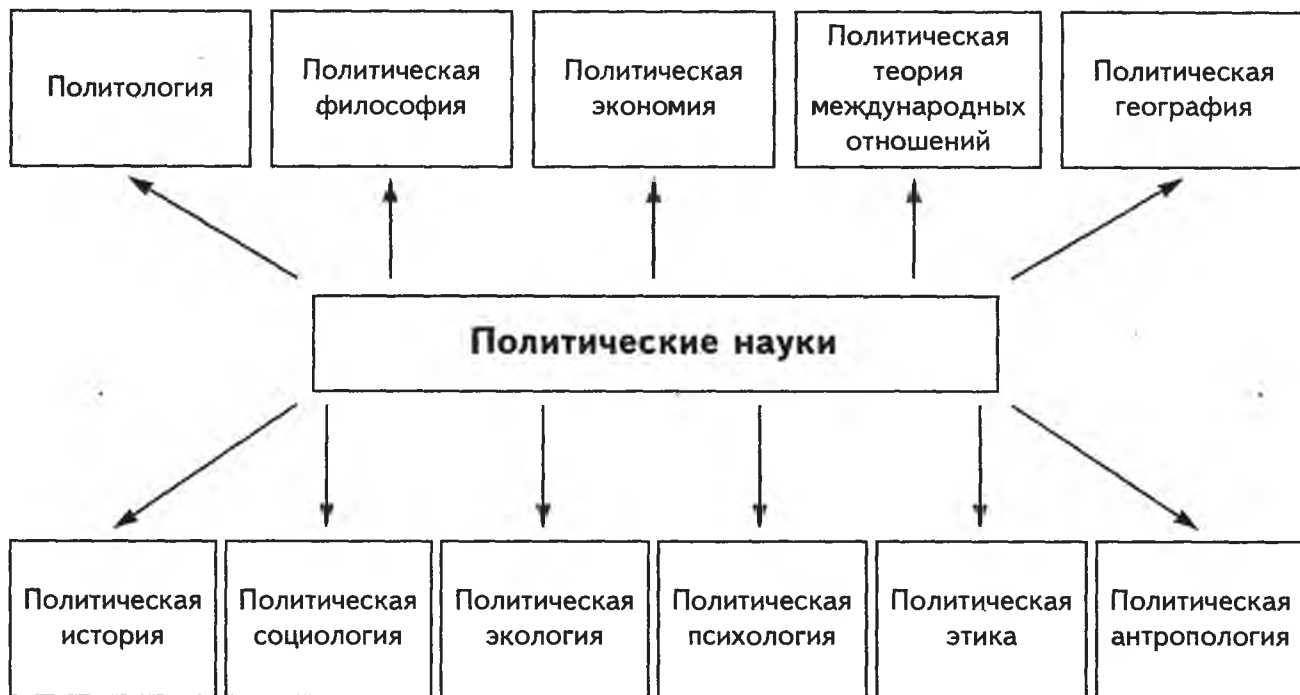 Политология
Политическая
философия
Политическая
экономия
Политическая
теория
международных
отношений
Политическая
география
Политические науки
Политическая
история
Политическая
социология
Политическая
экология
Политическая
психология
Политическая
этика
Политическая
антропология